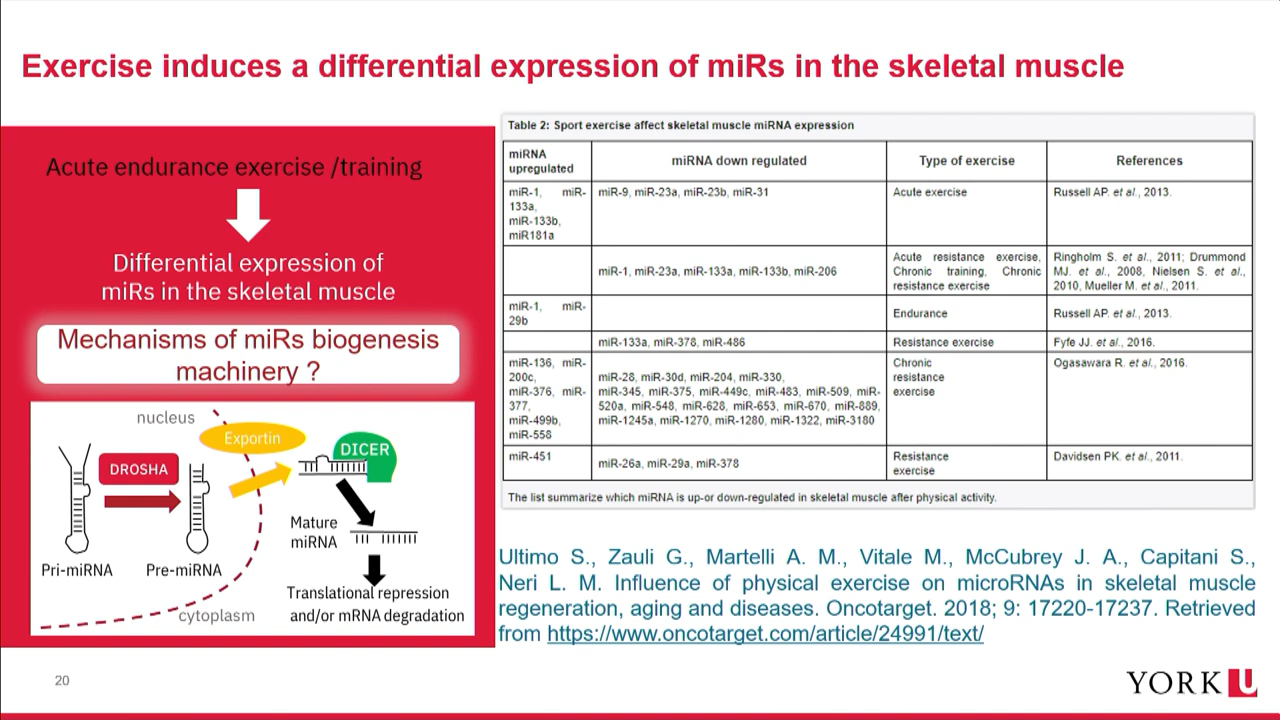 Exercise induces a differential expression of miRs in the skeletal muscle
Acute endurance exercise /training
Differential expression of
miRs in the skeletal muscle
Mechanisms of miRs biogenesis
machinery ?
nucleus
Exportin
DICER
DROSHA
Mature
miRNA
Pri-miRNA
Pre-miRNA
Translational repression
and/or mRNA degradation
cytoplasm
Table 2: Sport exercise affect skeletal muscle miRNA expression
miRNA
upregulated
miRNA down regulated
Type of exercise
References
miR-1, miR-
133a,
miR-133b,
miR181a
miR-9, miR-23a, miR-23b, miR-31
Acute exercise
Russell AP. et al., 2013.
miR-1, miR-23a, miR-133a, miR-133b, miR-206
Acute resistance exercise,
Chronic training, Chronic
resistance exercise
Ringholm S. et al., 2011; Drummond
MJ. et al., 2008, Nielsen S. et al.,
2010, Mueller M. et al., 2011.
miR-1, miR-
29b
Endurance
Russell AP. et al., 2013.
miR-133a, miR-378, miR-486
Resistance exercise
Fyfe JJ. et al., 2016.
miR-136, miR-
200c,
miR-376, miR-
377,
miR-499b,
miR-558
miR-28, miR-30d, miR-204, miR-330,
miR-345, miR-375, miR-449c, miR-483, miR-509, miR-
520a, miR-548, miR-628, miR-653, miR-670, miR-889,
miR-1245a, miR-1270, miR-1280, miR-1322, miR-3180
Chronic
resistance
exercise
Ogasawara R. et al., 2016.
miR-451
miR-26a, miR-29a, miR-378
Resistance
exercise
Davidsen PK. et al., 2011.
The list summarize which miRNA is up-or down-regulated in skeletal muscle after physical activity.
Ultimo S., Zauli G., Martelli A. M., Vitale M., McCubrey J. A., Capitani S.,
Neri L. M. Influence of physical exercise on microRNAs in skeletal muscle
regeneration, aging and diseases. Oncotarget. 2018; 9: 17220-17237. Retrieved
from https://www.oncotarget.com/article/24991/text/
20
YORK U